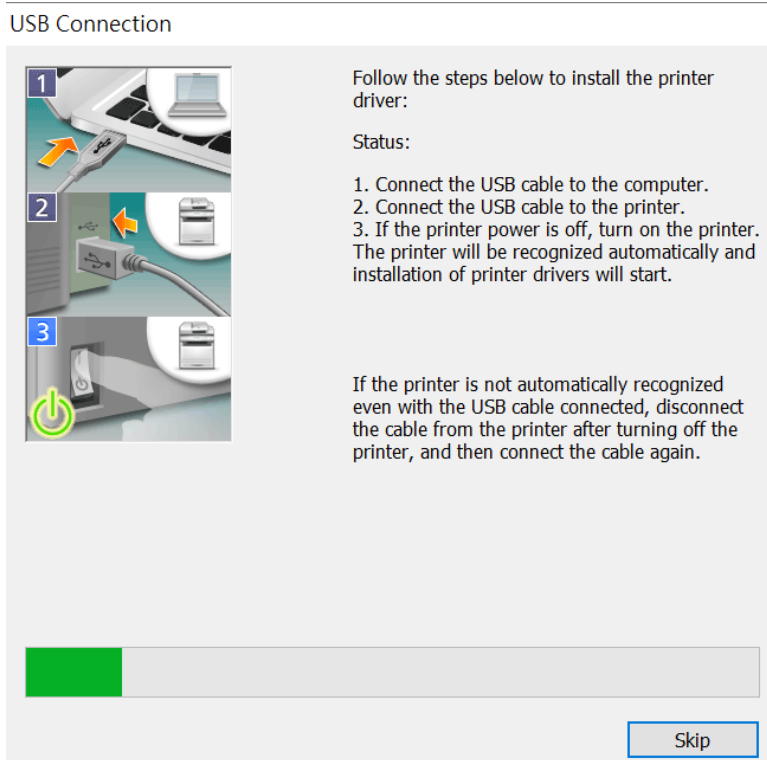 USB Connection
1
2
3
Follow the steps below to install the printer
driver:
Status:
1. Connect the USB cable to the computer.
2. Connect the USB cable to the printer.
3. If the printer power is off, turn on the printer.
The printer will be recognized automatically and
installation of printer drivers will start.
If the printer is not automatically recognized
even with the USB cable connected, disconnect
the cable from the printer after turning off the
printer, and then connect the cable again.
Skip